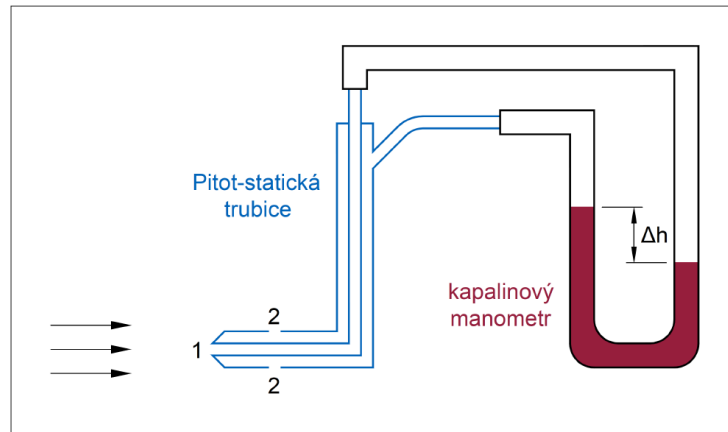 Pitot-statická
trubice
Δh
kapalinový
manometr
2
1
2